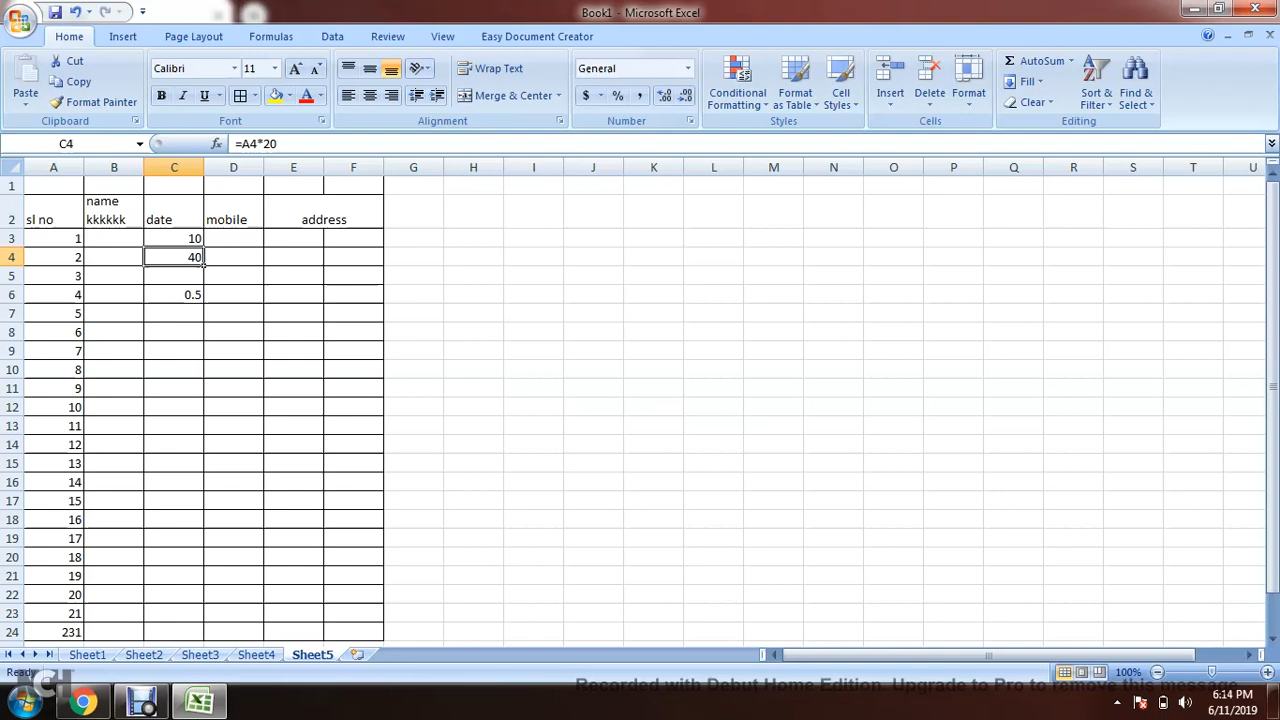 Book1 - Microsoft Excel
Home Insert Page Layout Formulas Data Review View Easy Document Creator
Paste
Cut
Copy
Format Painter
Clipboard
Calibri 11
B I U
Font
Wrap Text
Merge & Center
Alignment
General
$ % ,
Number
Conditional Formatting
Format as Table
Cell Styles
Styles
Insert Delete Format
Cells
Σ AutoSum
Fill
Clear
Sort & Filter
Find & Select
Editing
C4 fx =A4*20
A B C D E F G H I J K L M N O P Q R S T U
1
name
2 sl no kkkkkk date mobile address
3 1 10
4 2 40
5 3
6 4 0.5
7 5
8 6
9 7
10 8
11 9
12 10
13 11
14 12
15 13
16 14
17 15
18 16
19 17
20 18
21 19
22 20
23 21
24 231
Sheet1 Sheet2 Sheet3 Sheet4 Sheet5
Ready 100%
NCH
Recorded with Debut Home Edition. Upgrade to Pro to remove this message
6:14 PM
6/11/2019